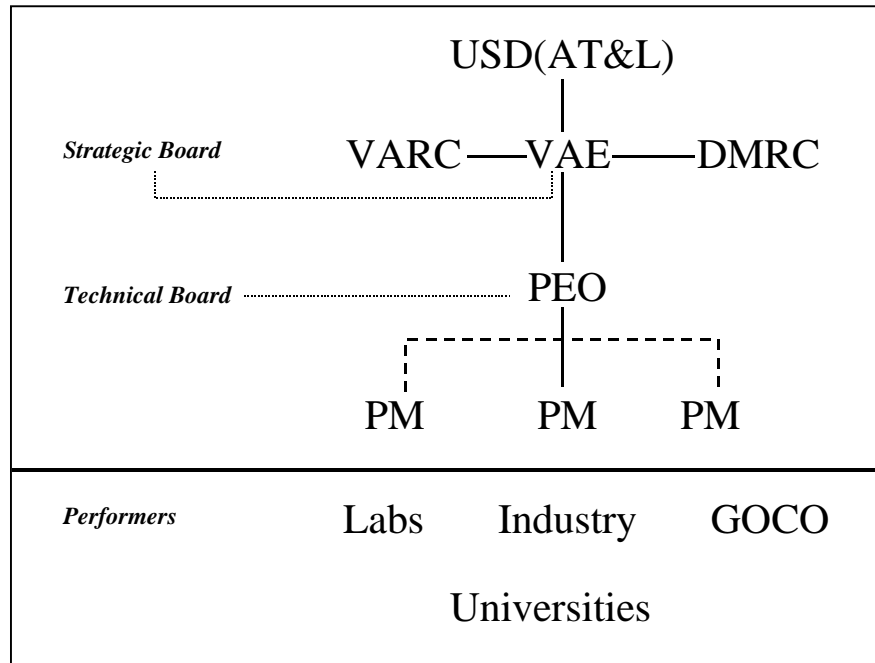 USD(AT&L)
Strategic Board VARC VAE DMRC
Technical Board PEO
PM PM PM
Performers Labs Industry GOCO
Universities